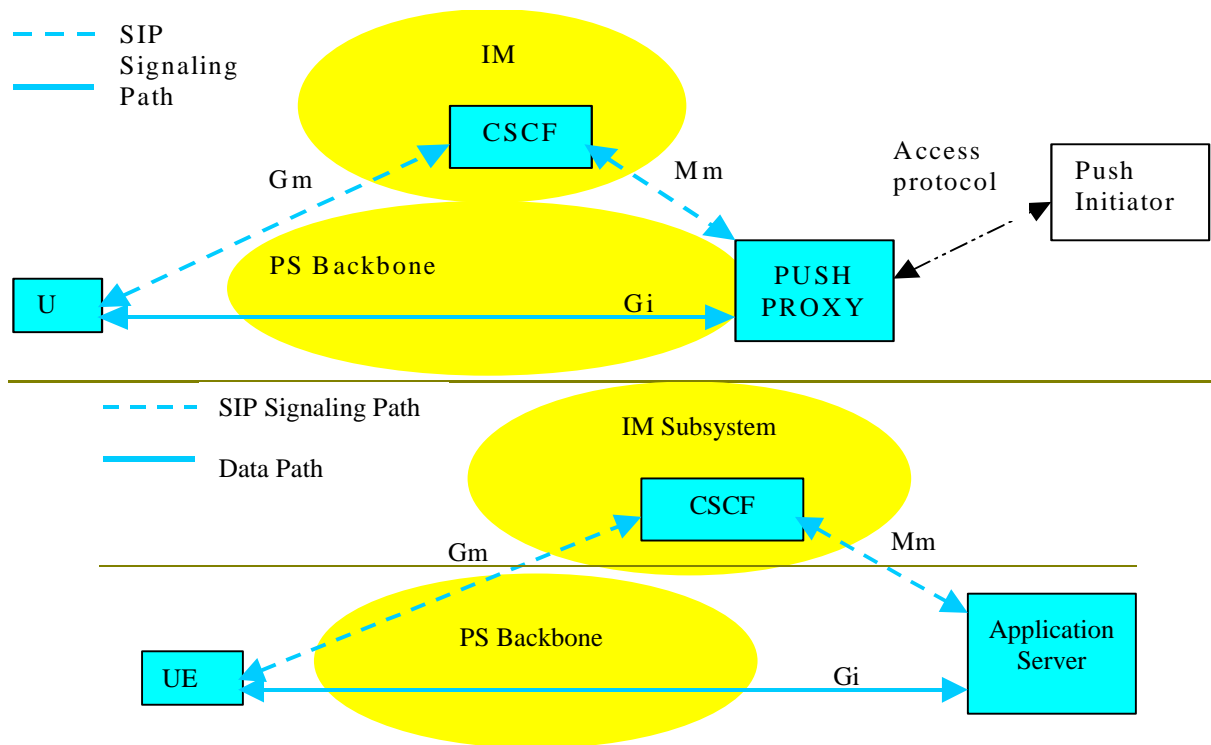 SIP
Signaling
Path
IM
CSCF
Gm
Mm
Access
protocol
Push
Initiator
PS Backbone
PUSH
PROXY
U
Gi
SIP Signaling Path
Data Path
IM Subsystem
CSCF
Gm
Mm
PS Backbone
Application
Server
UE
Gi